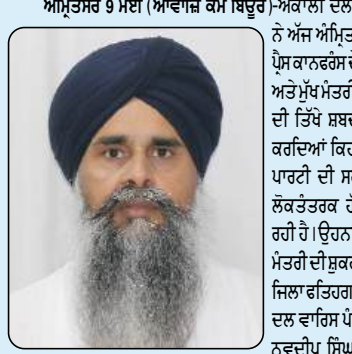 ਅੰਮ੍ਰਿਤਸਰ 9 ਮਈ (ਆਵਾਜ਼ਿ ਕੌਮ ਬਿਊਰੋ)-ਅਕਾਲੀ ਦਲ
ਨੇ ਅੱਜ ਅੰਮ੍ਰਿਤ
ਪ੍ਰੈਸ ਕਾਨਫਰੰਸ ਦੇ
ਅਤੇ ਮੁੱਖ ਮੰਤਰੀ
ਦੀ ਤਿੱਖੇ ਸ਼ਬਦ
ਕਰਦਿਆਂ ਕਿਹ
ਪਾਰਟੀ ਦੀ ਸ
ਲੋਕਤੰਤਰਕ ਹੱ
ਰਹੀ ਹੈ। ਉਹਨਾ
ਮੰਤਰੀ ਦੀ ਸ਼ੁਕਰ
ਜਿਲਾ ਫਤਿਹਗ
ਦਲ ਵਾਰਿਸ ਪੰ
ਨਵਦੀਪ ਸਿੰਘ